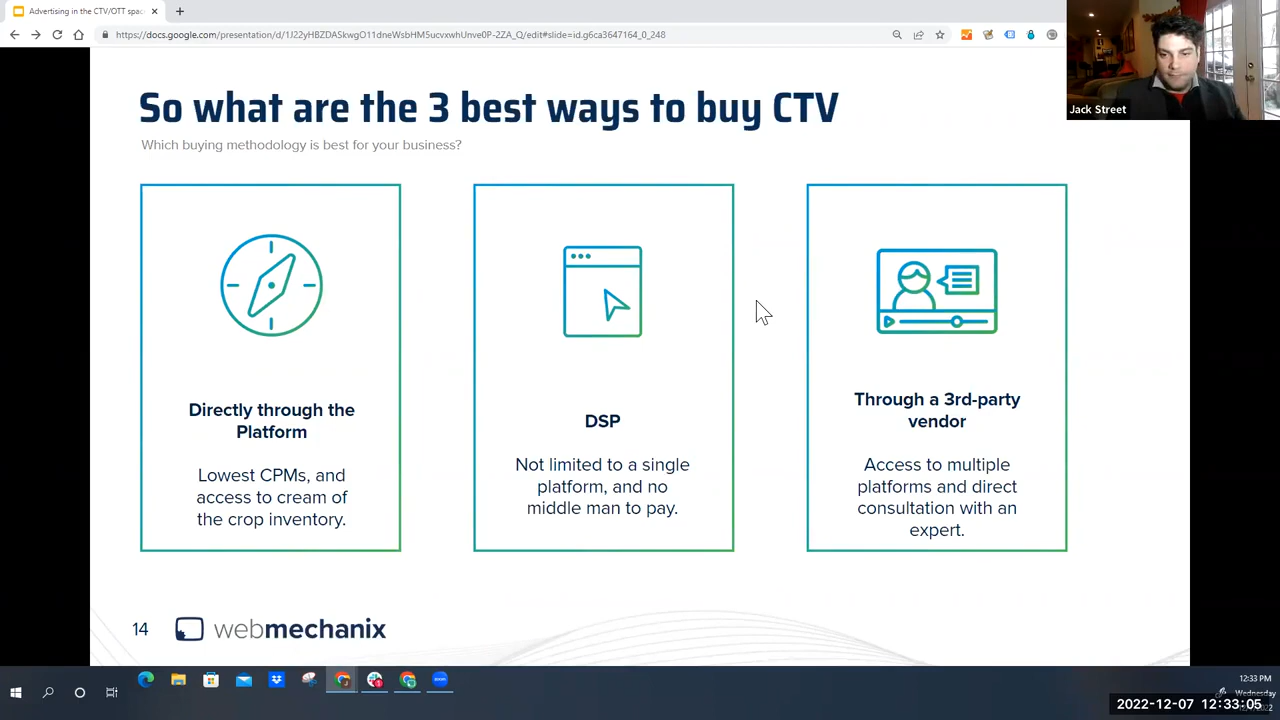 Advertising in the CTV/OTT spac
https://docs.google.com/presentation/d/1J22yHBZDASkwgO11dneWsbHM5ucvxwhUnveuP-2ZA_Q/edit#slide=id.g6ca3647164_0_248
Jack Street
So what are the 3 best ways to buy CTV
Which buying methodology is best for your business?
Directly through the
Platform
Lowest CPMs, and
access to cream of
the crop inventory.
DSP
Not limited to a single
platform, and no
middle man to pay.
Through a 3rd-party
vendor
Access to multiple
platforms and direct
consultation with an
expert.
14
webmechanix
zoom
12:33 PM
Wednesday
2022-12-07 12:33:05